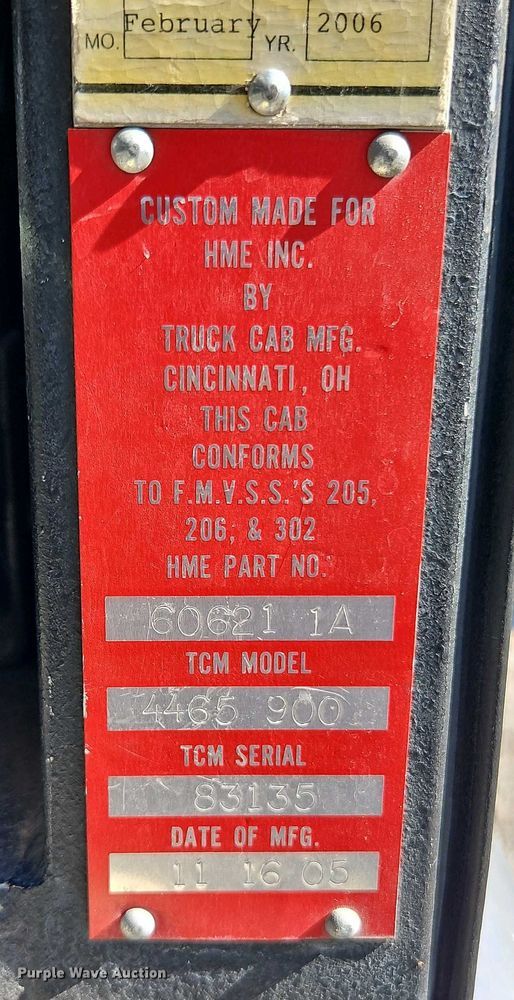 MO. February YR. 2006
CUSTOM MADE FOR
HME INC.
BY
TRUCK CAB MFG.
CINCINNATI, OH
THIS CAB
CONFORMS
TO F.M.V.S.S.'S 205,
206, & 302
HME PART NO.
60621 1A
TCM MODEL
4465 900
TCM SERIAL
83135
DATE OF MFG.
11 16 05
Purple Wave Auction